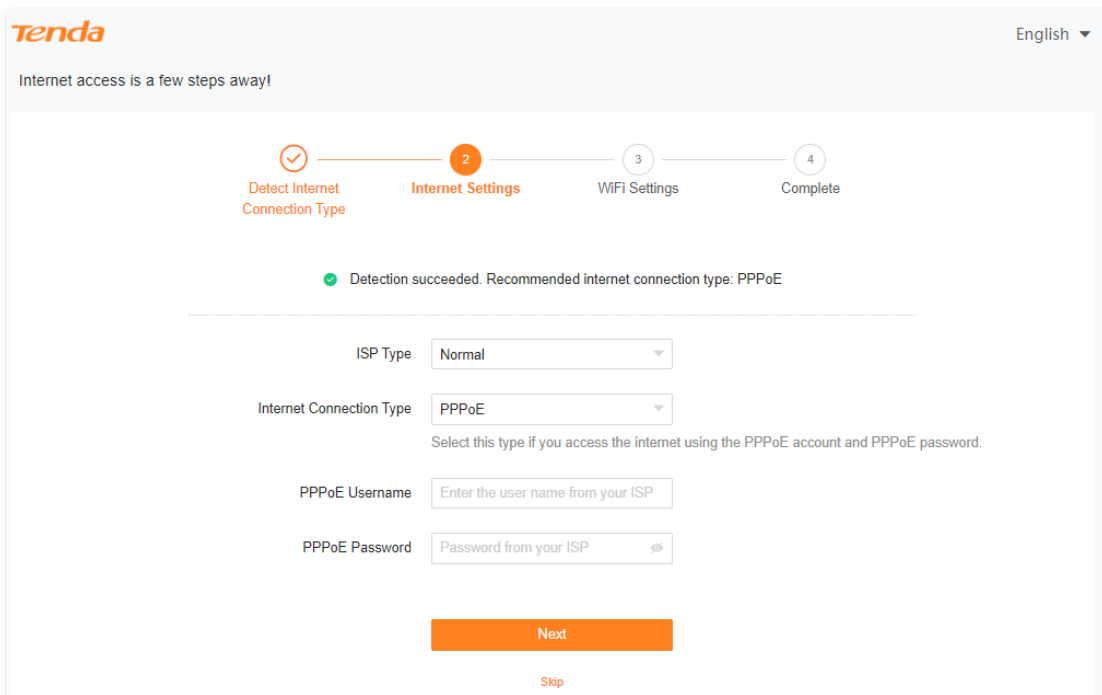 Tenda
English
Internet access is a few steps away!
2
3
4
Detect Internet
Connection Type
Internet Settings
WiFi Settings
Complete
Detection succeeded. Recommended internet connection type: PPPoE
ISP Type
Normal
Internet Connection Type
PPPoE
Select this type if you access the internet using the PPPoE account and PPPoE password.
PPPoE Username
Enter the user name from your ISP
PPPoE Password
Password from your ISP
Next
Skip